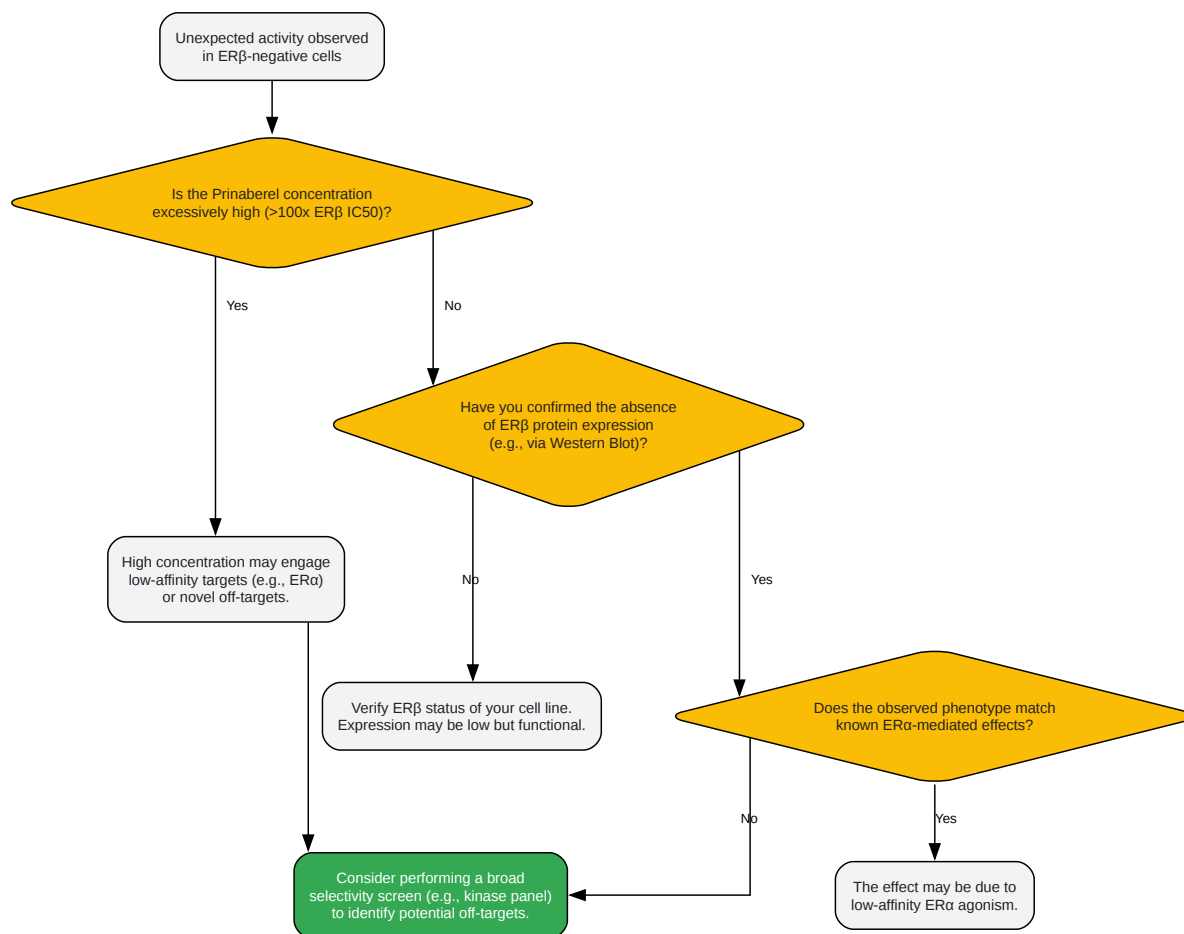 Unexpected activity observed
in ERβ-negative cells
Is the Prinaberel concentration
excessively high (>100x ERβ IC50)?
Yes
No
Have you confirmed the absence
of ERβ protein expression
(e.g., via Western Blot)?
High concentration may engage
low-affinity targets (e.g., ERα)
or novel off-targets.
No
Yes
Verify ERβ status of your cell line.
Expression may be low but functional.
Does the observed phenotype match
known ERα-mediated effects?
No
Yes
Consider performing a broad
selectivity screen (e.g., kinase panel)
to identify potential off-targets.
The effect may be due to
low-affinity ERα agonism.